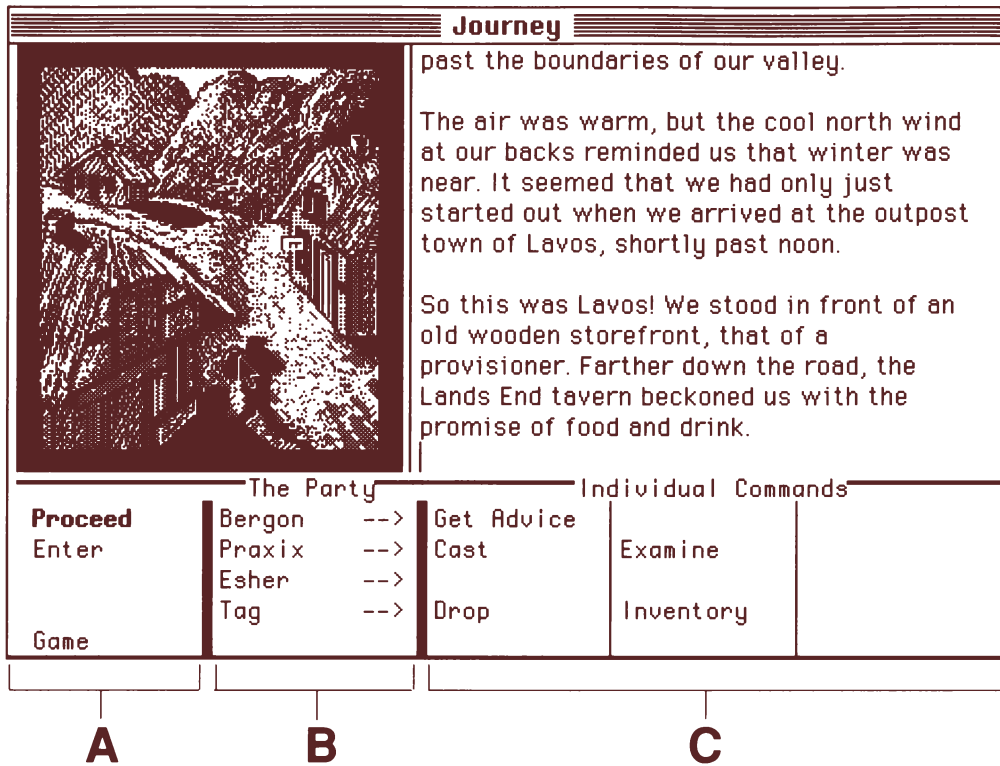 Journey
past the boundaries of our valley.
The air was warm, but the cool north wind
at our backs reminded us that winter was
near. It seemed that we had only just
started out when we arrived at the outpost
town of Lavos, shortly past noon.
So this was Lavos! We stood in front of an
old wooden storefront, that of a
provisioner. Farther down the road, the
Lands End tavern beckoned us with the
promise of food and drink.
The Party Individual Commands
Proceed Bergon --> Get Advice
Enter Praxix --> Cast Examine
Esher -->
Tag --> Drop Inventory
Game
A B C